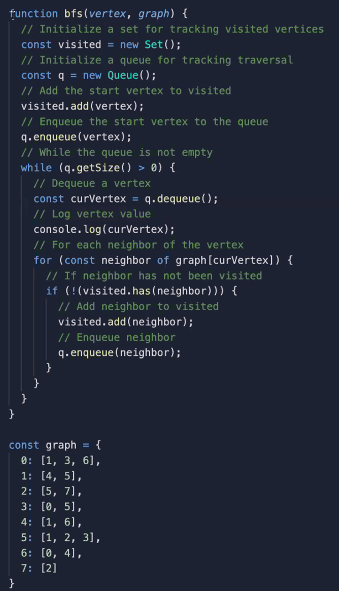 function bfs(vertex, graph) {
// Initialize a set for tracking visited vertices
const visited = new Set();
// Initialize a queue for tracking traversal
const q = new Queue();
// Add the start vertex to visited
visited.add(vertex);
// Enqueue the start vertex to the queue
q.enqueue(vertex);
// While the queue is not empty
while (q.getSize() > 0) {
// Dequeue a vertex
const curVertex = q.dequeue();
// Log vertex value
console.log(curVertex);
// For each neighbor of the vertex
for (const neighbor of graph[curVertex]) {
// If neighbor has not been visited
if (!(visited.has(neighbor))) {
// Add neighbor to visited
visited.add(neighbor);
// Enqueue neighbor
q.enqueue(neighbor);
}
}
}
}
const graph = {
0: [1, 3, 6],
1: [4, 5],
2: [5, 7],
3: [0, 5],
4: [1, 6],
5: [1, 2, 3],
6: [0, 4],
7: [2]
}